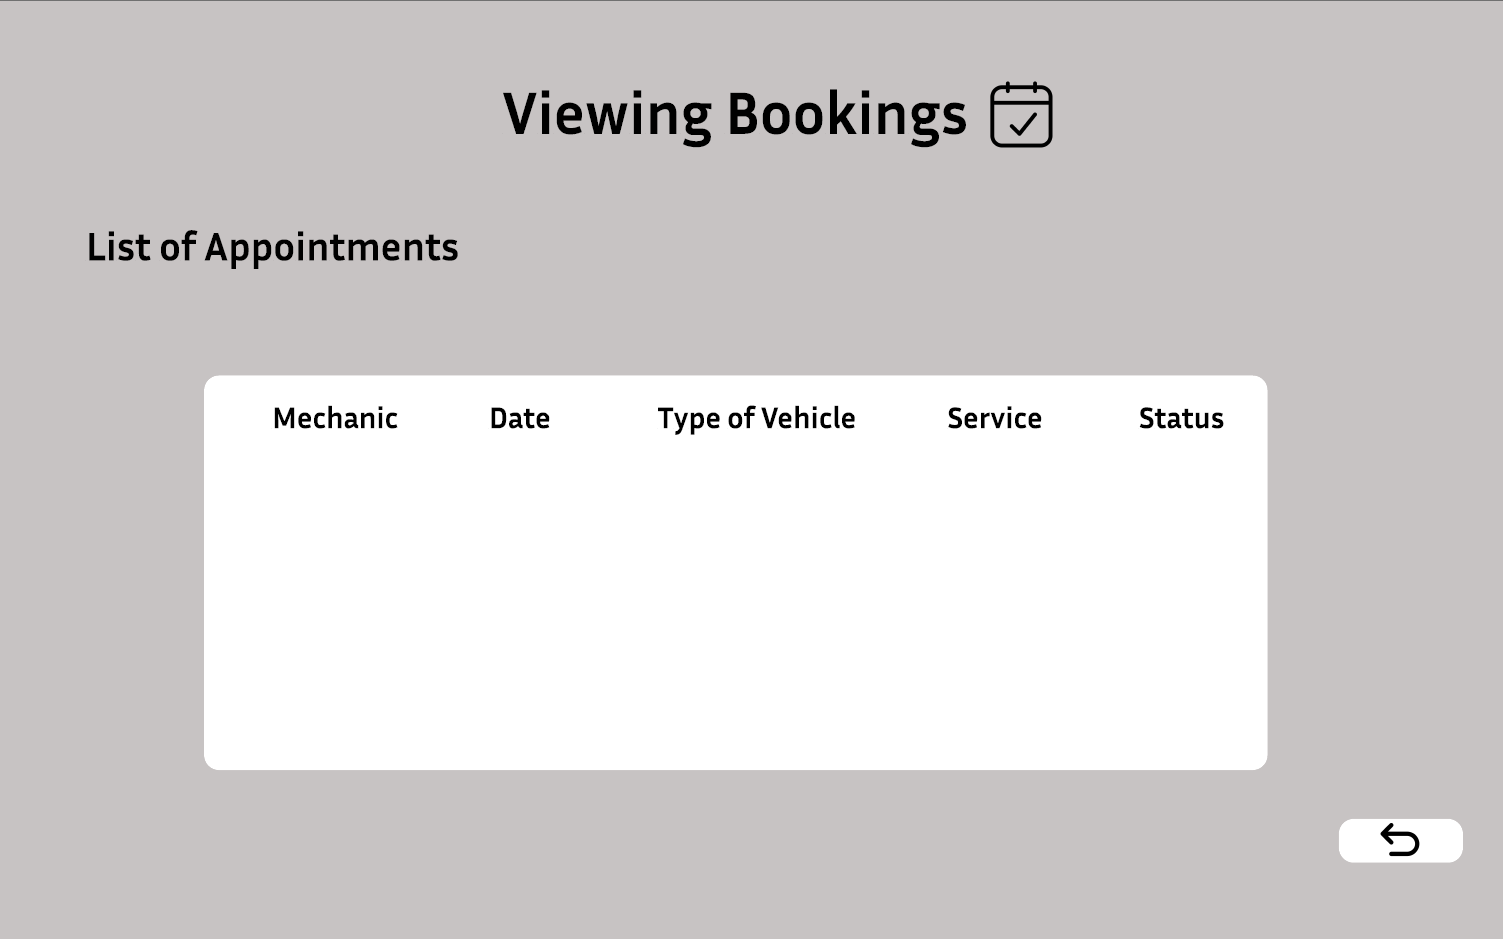 Viewing Bookings
List of Appointments
Mechanic Date Type of Vehicle Service Status